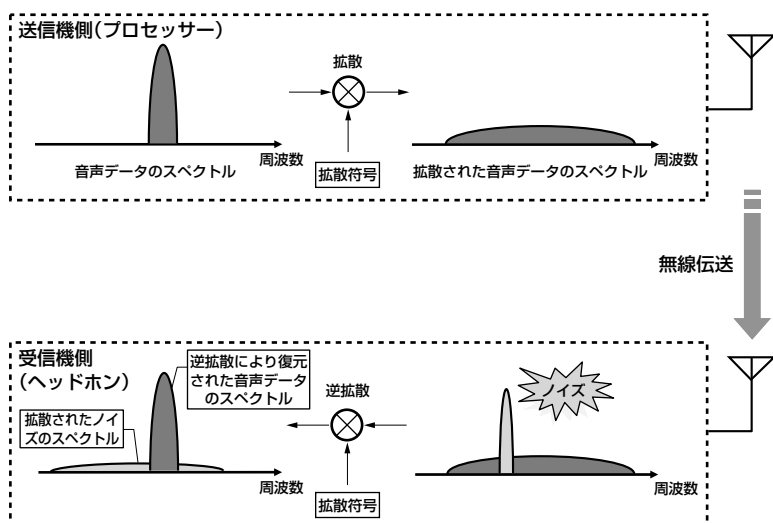 送信機側(プロセッサー)
拡散
周波数
音声データのスペクトル
拡散符号
周波数
拡散された音声データのスペクトル
無線伝送
受信機側
(ヘッドホン)
逆拡散により復元
された音声データ
のスペクトル
逆拡散
ノイズ
拡散されたノイ
ズのスペクトル
周波数
拡散符号
周波数